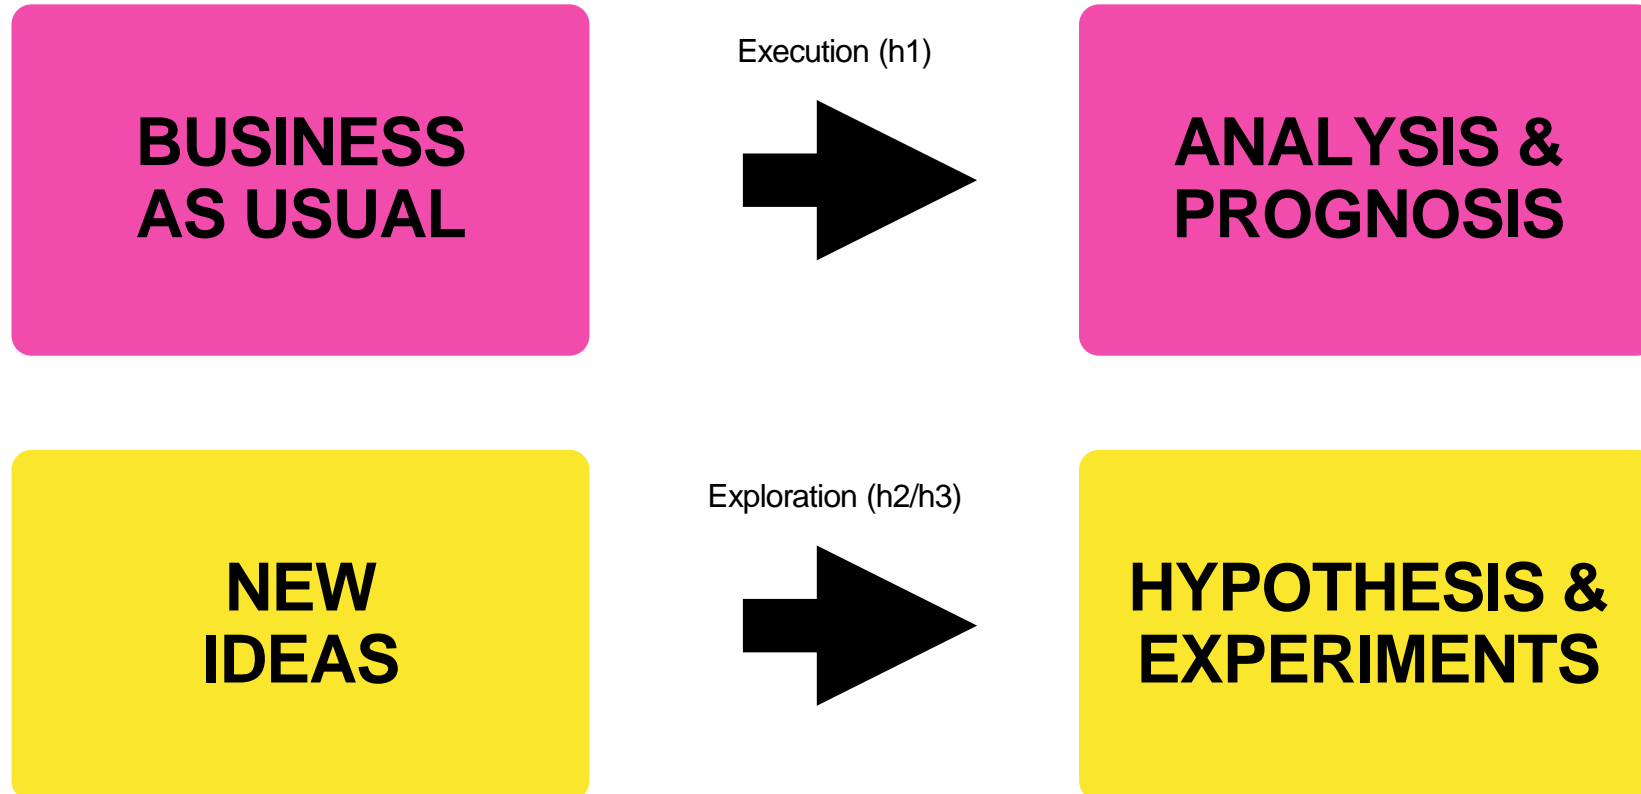 Execution (h1)
BUSINESS
AS USUAL
ANALYSIS &
PROGNOSIS
Exploration (h2/h3)
NEW
IDEAS
HYPOTHESIS &
EXPERIMENTS